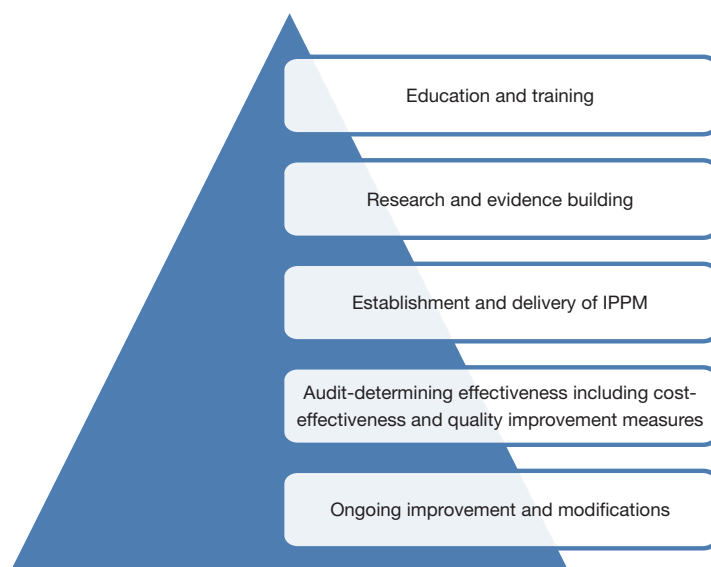 Education and training
Research and evidence building
Establishment and delivery of IPPM
Audit-determining effectiveness including cost-
effectiveness and quality improvement measures
Ongoing improvement and modifications